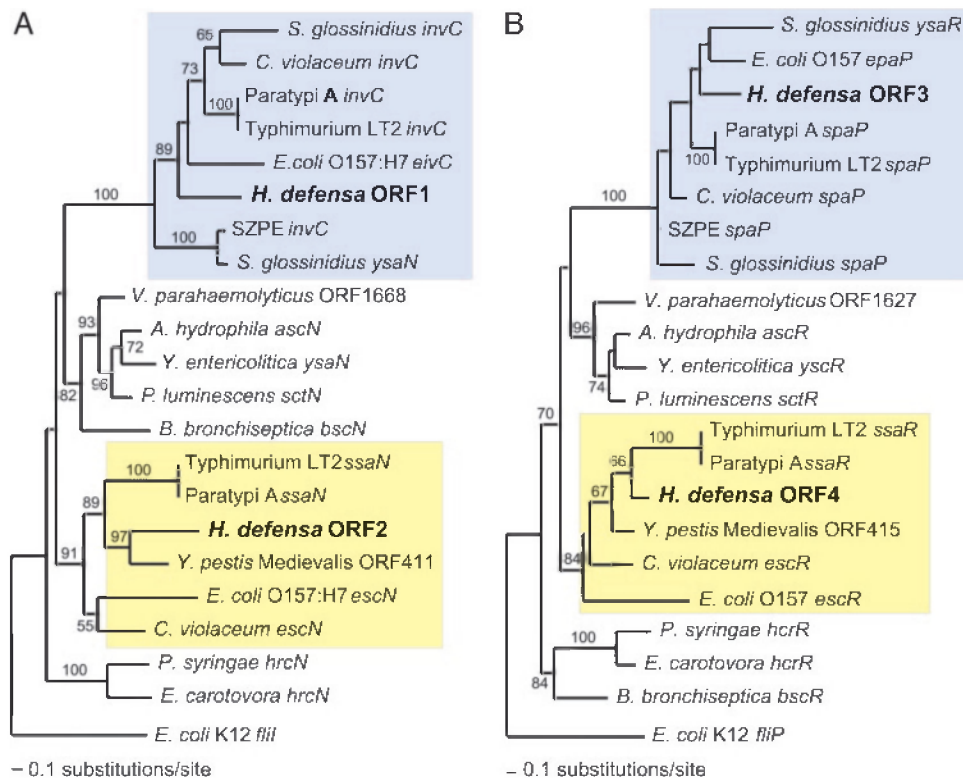 A
65
S. glossinidius invC
C. violaceum invC
73
Paratypi A invC
100
Typhimurium LT2 invC
89
E.coli O157:H7 eivC
H. defensa ORF1
100
SZPE invC
100
S. glossinidius ysaN
V. parahaemolyticus ORF1668
93
A. hydrophila ascN
72
Y. entericolitica ysaN
96
P. luminescens sctN
82
B. bronchiseptica bscN
Typhimurium LT2 ssaN
100
Paratypi A ssaN
89
H. defensa ORF2
97
Y. pestis Medievalis ORF411
91
E. coli O157:H7 escN
55
C. violaceum escN
P. syringae hrcN
100
E. carotovora hrcN
E. coli K12 fliI
– 0.1 substitutions/site
B
S. glossinidius ysaR
E. coli O157 epaP
H. defensa ORF3
Paratypi A spaP
100
Typhimurium LT2 spaP
C. violaceum spaP
100
SZPE spaP
S. glossinidius spaP
V. parahaemolyticus ORF1627
96
A. hydrophila ascR
Y. entericolitica yscR
74
P. luminescens sctR
70
Typhimurium LT2 ssaR
100
Paratypi A ssaR
66
H. defensa ORF4
67
Y. pestis Medievalis ORF415
84
C. violaceum escR
E. coli O157 escR
P. syringae hcrR
100
E. carotovora hcrR
84
B. bronchiseptica bscR
E. coli K12 fliP
– 0.1 substitutions/site